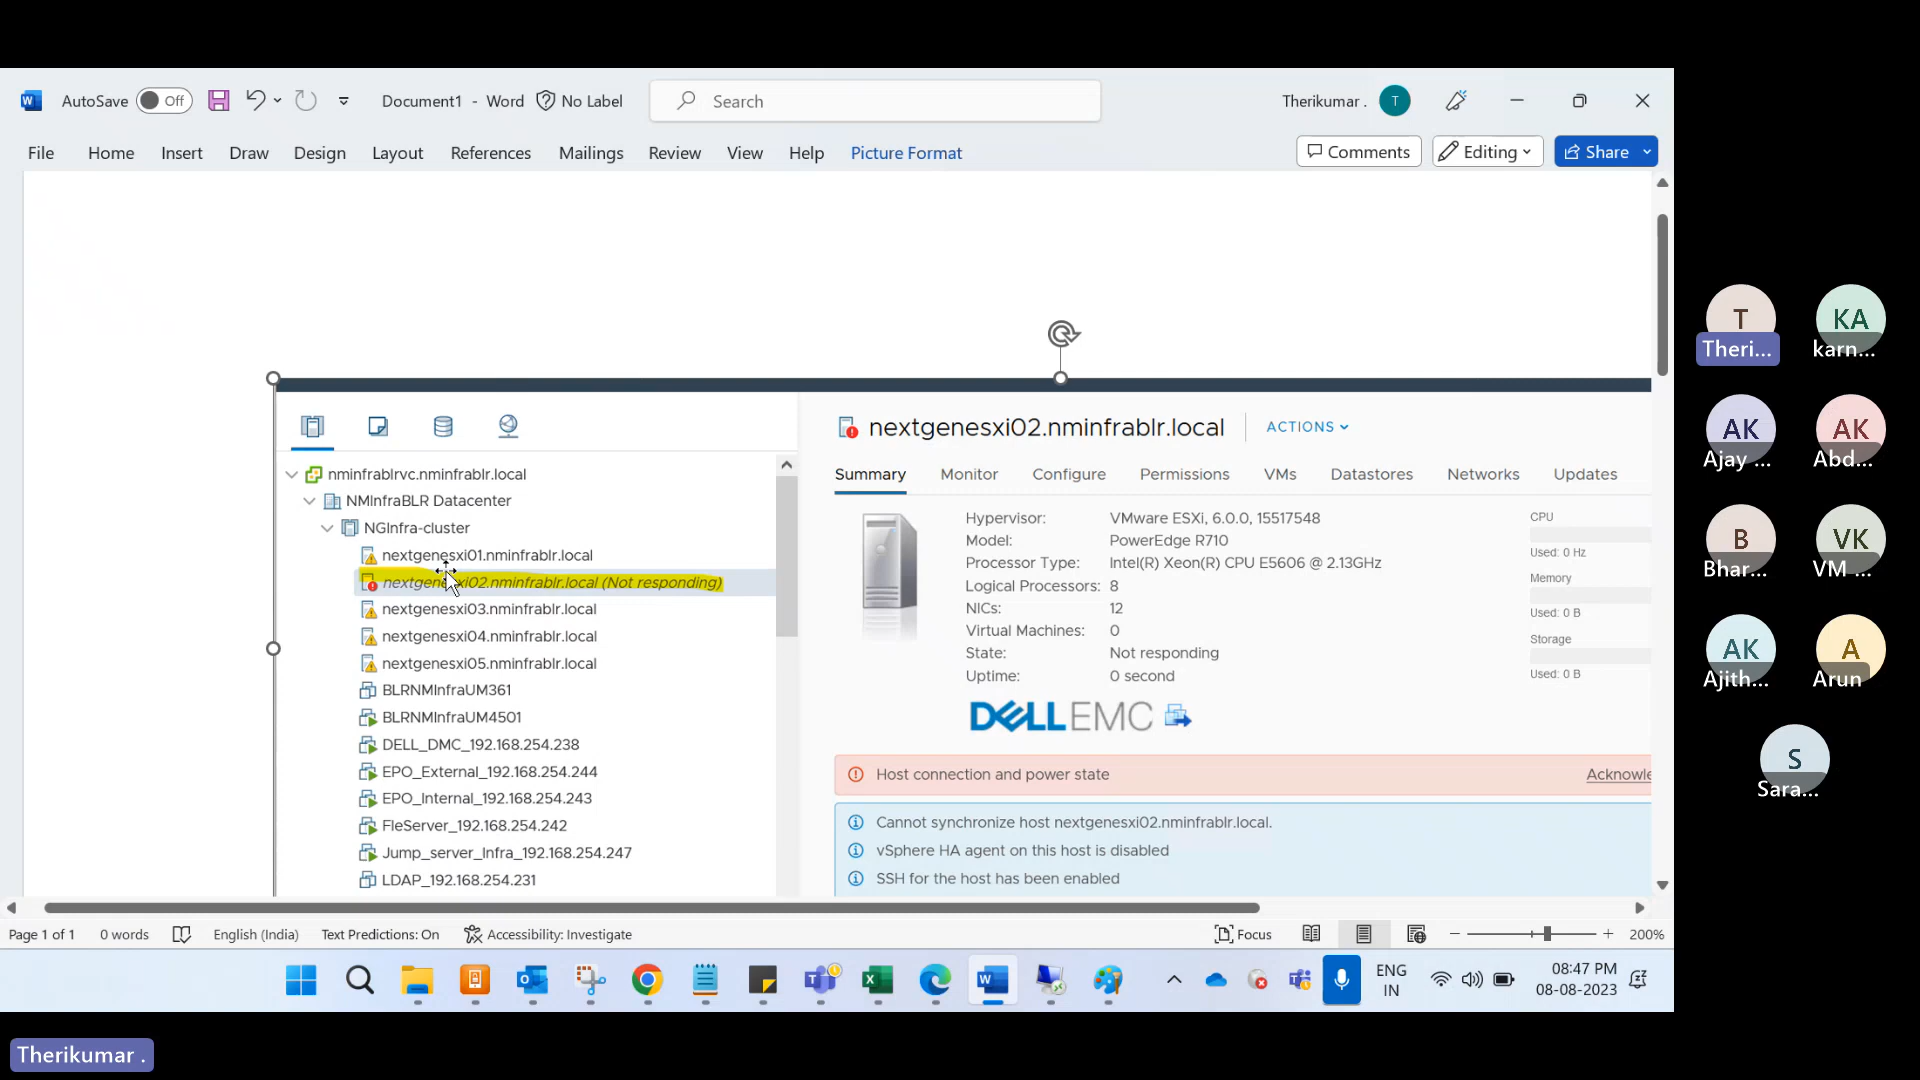 AutoSave Off Document1 - Word No Label Search Therikumar . T
File Home Insert Draw Design Layout References Mailings Review View Help Picture Format Comments Editing Share
nminfrablrvc.nminfrablr.local
NMInfraBLR Datacenter
NGInfra-cluster
nextgenesxi01.nminfrablr.local
nextgenesxi02.nminfrablr.local (Not responding)
nextgenesxi03.nminfrablr.local
nextgenesxi04.nminfrablr.local
nextgenesxi05.nminfrablr.local
BLRNMInfraUM361
BLRNMInfraUM4501
DELL_DMC_192.168.254.238
EPO_External_192.168.254.244
EPO_Internal_192.168.254.243
FleServer_192.168.254.242
Jump_server_Infra_192.168.254.247
LDAP_192.168.254.231
nextgenesxi02.nminfrablr.local ACTIONS
Summary Monitor Configure Permissions VMs Datastores Networks Updates
Hypervisor: VMware ESXi, 6.0.0, 15517548
Model: PowerEdge R710
Processor Type: Intel(R) Xeon(R) CPU E5606 @ 2.13GHz
Logical Processors: 8
NICs: 12
Virtual Machines: 0
State: Not responding
Uptime: 0 second
DELLEMC
CPU
Used: 0 Hz
Memory
Used: 0 B
Storage
Used: 0 B
Host connection and power state Acknowle
Cannot synchronize host nextgenesxi02.nminfrablr.local.
vSphere HA agent on this host is disabled
SSH for the host has been enabled
Page 1 of 1 0 words English (India) Text Predictions: On Accessibility: Investigate Focus 200%
ENG
IN
08:47 PM
08-08-2023
T
Theri...
KA
karn...
AK
Ajay ...
AK
Abd...
B
Bhar...
VK
VM ...
AK
Ajith...
A
Arun
S
Sara...
Therikumar .